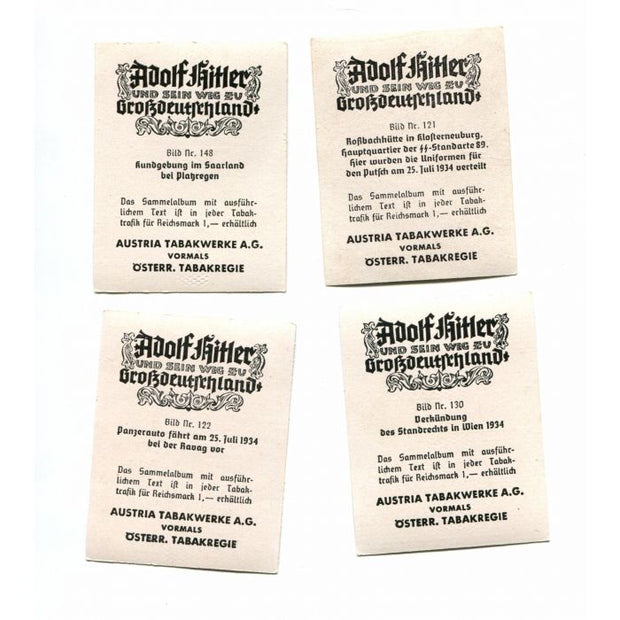 Adolf Hitler
UND SEIN WEG ZU
Großdeutschland
Bild Nr. 148
Kundgebung im Saarland
bei Platzregen
Das Sammelalbum mit ausführ-
lichem Text ist in jeder Tabak-
trafik für Reichsmark 1,— erhältlich
AUSTRIA TABAKWERKE A.G.
VORMALS
ÖSTERR. TABAKREGIE
Adolf Hitler
UND SEIN WEG ZU
Großdeutschland
Bild Nr. 121
Roßbachhütte in Klosterneuburg,
Hauptquartier der SS-Standarte 89.
Hier wurden die Uniformen für
den Putsch am 25. Juli 1934 verteilt
Das Sammelalbum mit ausführ-
lichem Text ist in jeder Tabak-
trafik für Reichsmark 1,— erhältlich
AUSTRIA TABAKWERKE A.G.
VORMALS
ÖSTERR. TABAKREGIE
Adolf Hitler
UND SEIN WEG ZU
Großdeutschland
Bild Nr. 122
Panzerauto fährt am 25. Juli 1934
bei der Ravag vor
Das Sammelalbum mit ausführ-
lichem Text ist in jeder Tabak-
trafik für Reichsmark 1,— erhältlich
AUSTRIA TABAKWERKE A.G.
VORMALS
ÖSTERR. TABAKREGIE
Adolf Hitler
UND SEIN WEG ZU
Großdeutschland
Bild Nr. 130
Verkündung
des Standrechts in Wien 1934
Das Sammelalbum mit ausführ-
lichem Text ist in jeder Tabak-
trafik für Reichsmark 1,— erhältlich
AUSTRIA TABAKWERKE A.G.
VORMALS
ÖSTERR. TABAKREGIE